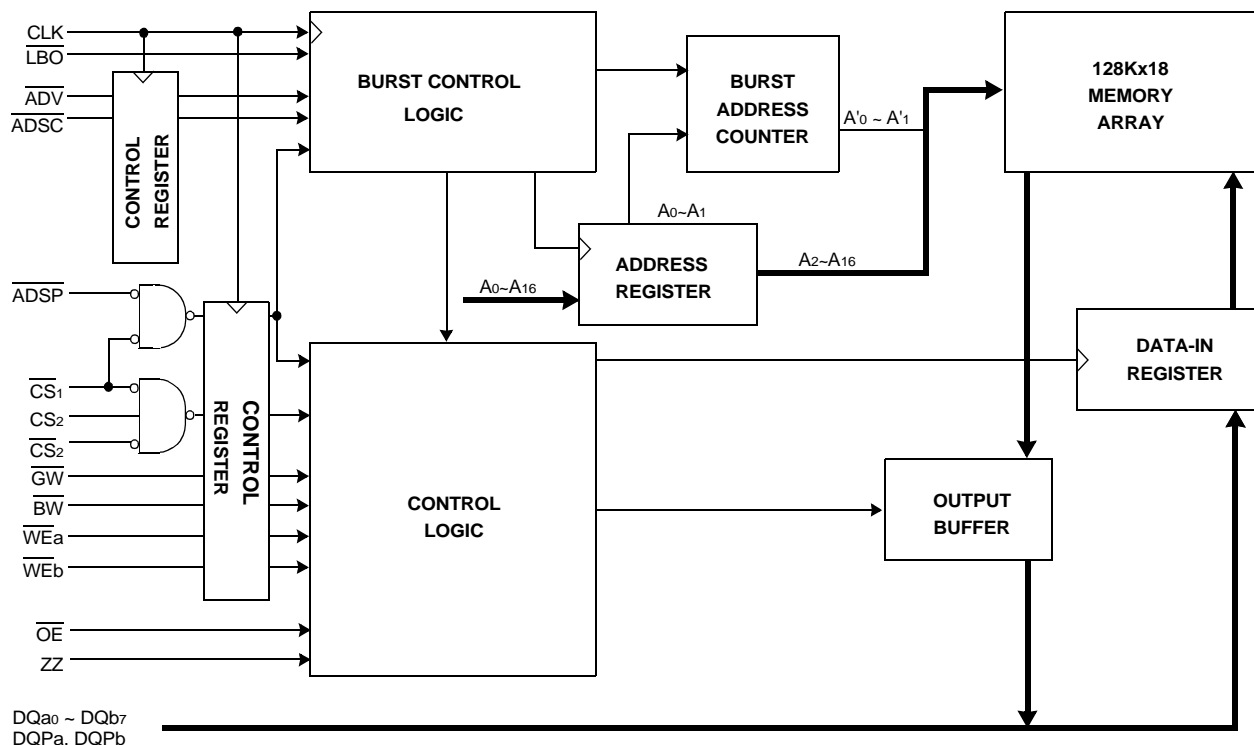 CLK
LBO
ADV
ADSC
CONTROL
REGISTER
BURST CONTROL
LOGIC
BURST
ADDRESS
COUNTER
A'0 ~ A'1
128Kx18
MEMORY
ARRAY
A0~A1
ADDRESS
REGISTER
A2~A16
A0~A16
ADSP
CS1
CS2
CS2
GW
BW
WEa
WEb
OE
ZZ
CONTROL
REGISTER
CONTROL
LOGIC
DATA-IN
REGISTER
OUTPUT
BUFFER
DQa0 ~ DQb7
DQPa, DQPb